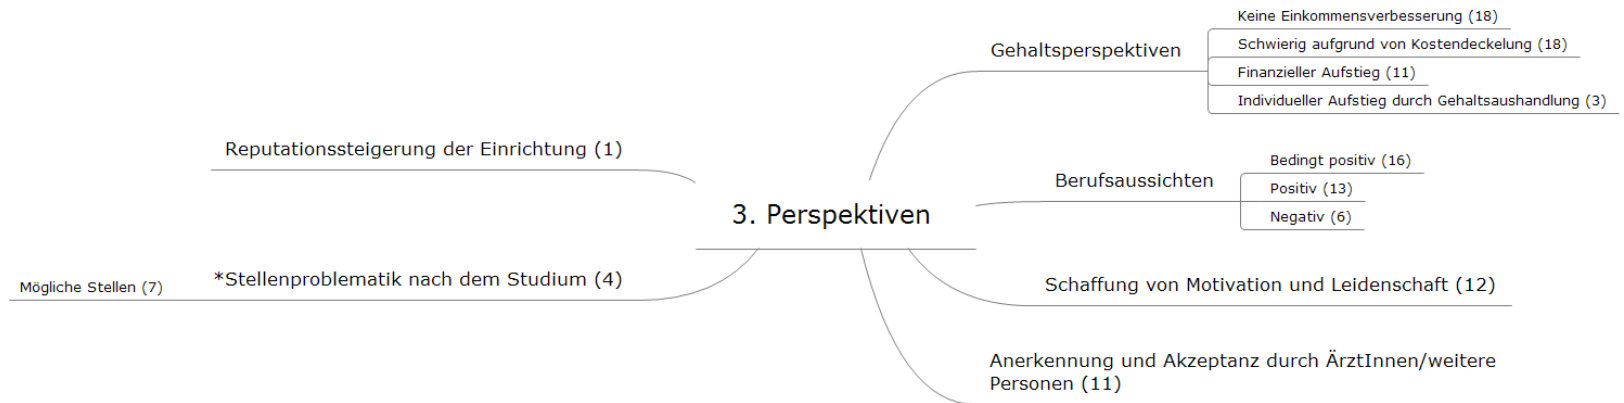 3. Perspektiven
Gehaltsperspektiven
Keine Einkommensverbesserung (18)
Schwierig aufgrund von Kostendeckelung (18)
Finanzieller Aufstieg (11)
Individueller Aufstieg durch Gehaltsaushandlung (3)
Berufsaussichten
Bedingt positiv (16)
Positiv (13)
Negativ (6)
Schaffung von Motivation und Leidenschaft (12)
Anerkennung und Akzeptanz durch ÄrztInnen/weitere
Personen (11)
Reputationssteigerung der Einrichtung (1)
*Stellenproblematik nach dem Studium (4)
Mögliche Stellen (7)